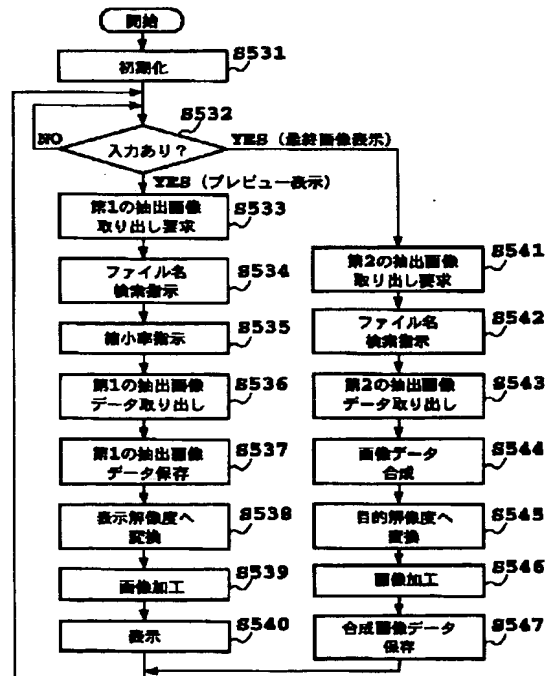 開始
初期化
S531
S532
入力あり?
NO
YES (最終画像表示)
YES (プレビュー表示)
第1の抽出画像
取り出し要求
S533
ファイル名
検索指示
S534
縮小率指示
S535
第1の抽出画像
データ取り出し
S536
第1の抽出画像
データ保存
S537
表示解像度へ
変換
S538
画像加工
S539
表示
S540
第2の抽出画像
取り出し要求
S541
ファイル名
検索指示
S542
第2の抽出画像
データ取り出し
S543
画像データ
合成
S544
目的解像度へ
変換
S545
画像加工
S546
合成画像データ
保存
S547